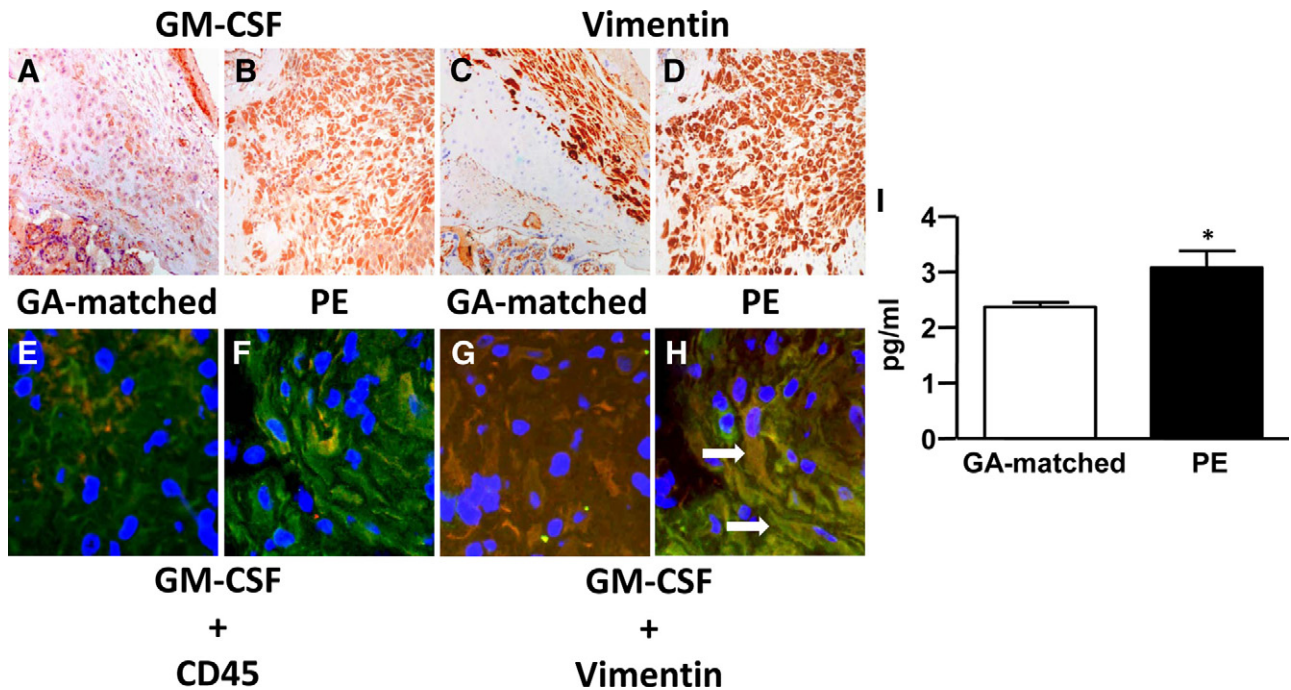 GM-CSF Vimentin
A B C D
GA-matched PE GA-matched PE
E F G H
GM-CSF GM-CSF
+ +
CD45 Vimentin
I
4
*
3
pg/ml
2
1
0
GA-matched PE